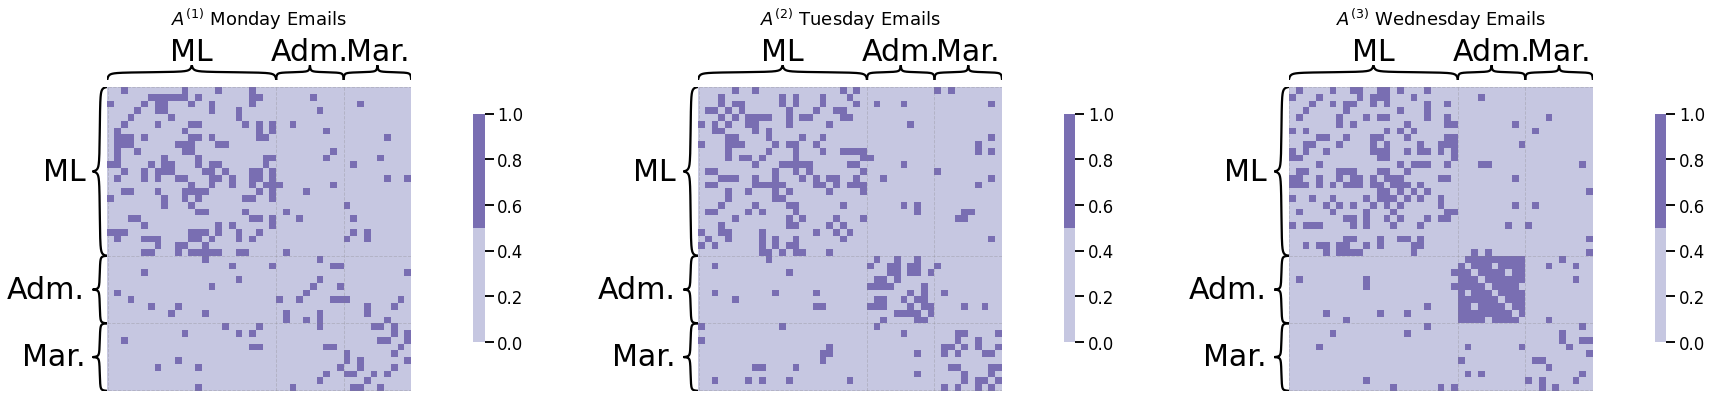 A⁽¹⁾ Monday Emails
ML Adm. Mar.
ML
Adm.
Mar.
1.0
0.8
0.6
0.4
0.2
0.0
A⁽²⁾ Tuesday Emails
ML Adm. Mar.
ML
Adm.
Mar.
1.0
0.8
0.6
0.4
0.2
0.0
A⁽³⁾ Wednesday Emails
ML Adm. Mar.
ML
Adm.
Mar.
1.0
0.8
0.6
0.4
0.2
0.0